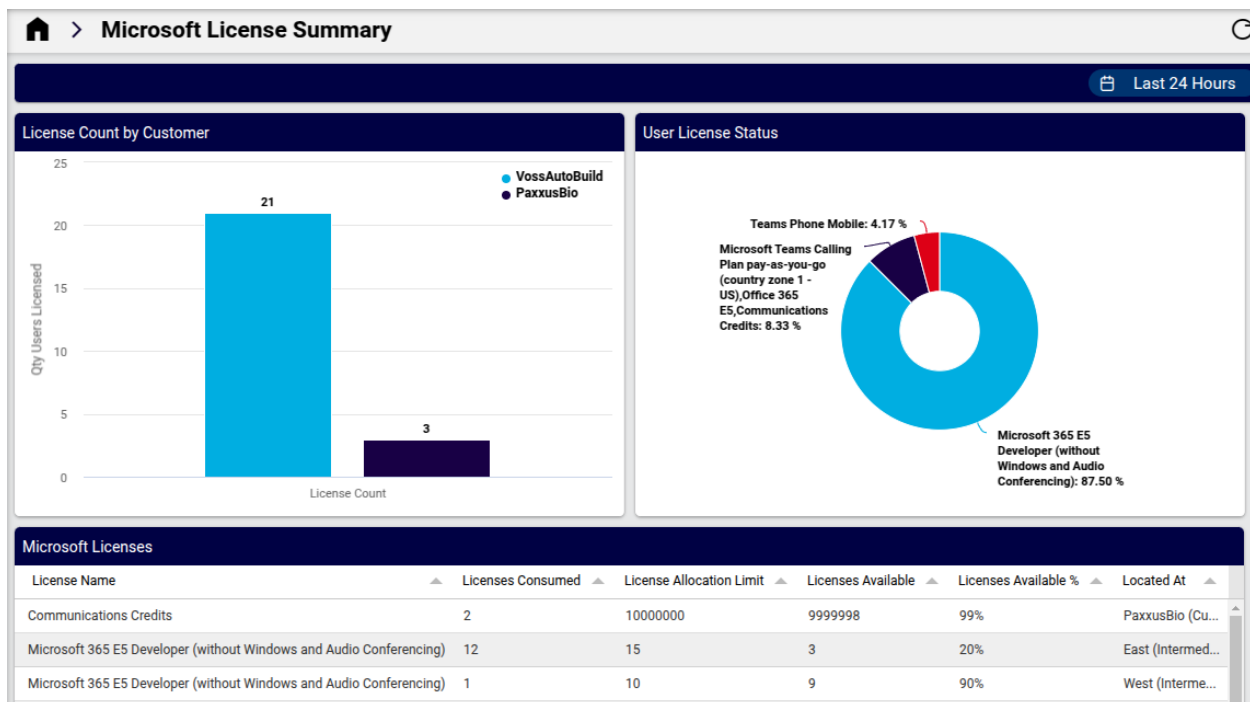 Microsoft License Summary
Last 24 Hours
License Count by Customer
25
20
15
10
5
0
Qty Users Licensed
21
3
License Count
VossAutoBuild
PaxxusBio
User License Status
Teams Phone Mobile: 4.17 %
Microsoft Teams Calling
Plan pay-as-you-go
(country zone 1 -
US),Office 365
E5,Communications
Credits: 8.33 %
Microsoft 365 E5
Developer (without
Windows and Audio
Conferencing): 87.50 %
Microsoft Licenses
License Name Licenses Consumed License Allocation Limit Licenses Available Licenses Available % Located At
Communications Credits 2 10000000 9999998 99% PaxxusBio (Cu...
Microsoft 365 E5 Developer (without Windows and Audio Conferencing) 12 15 3 20% East (Intermed...
Microsoft 365 E5 Developer (without Windows and Audio Conferencing) 1 10 9 90% West (Interme...